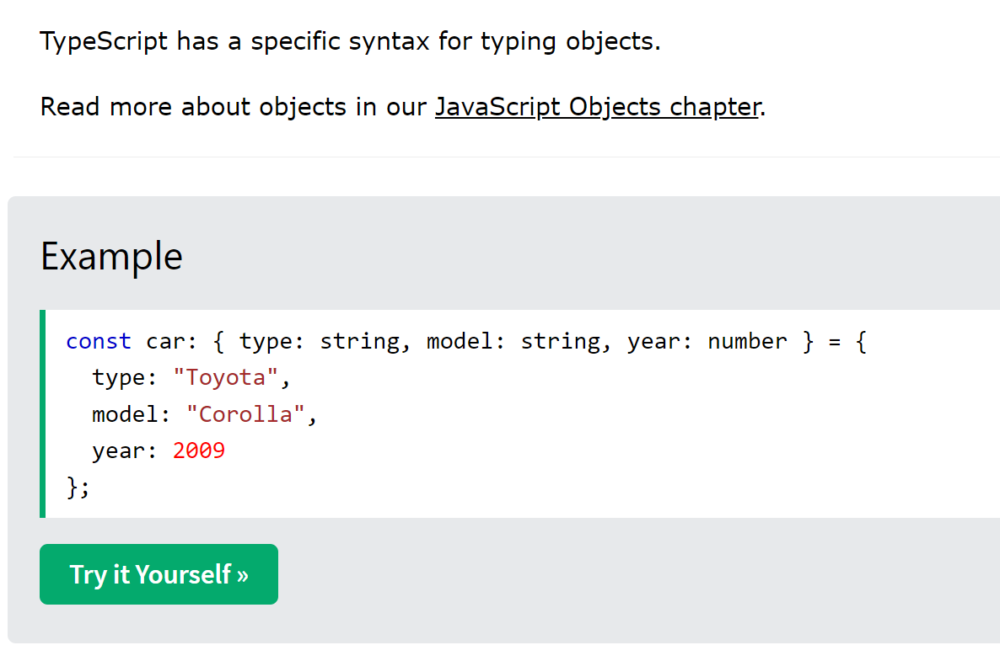 TypeScript has a specific syntax for typing objects.
Read more about objects in our JavaScript Objects chapter.
Example
const car: { type: string, model: string, year: number } = {
  type: "Toyota",
  model: "Corolla",
  year: 2009
};
Try it Yourself »